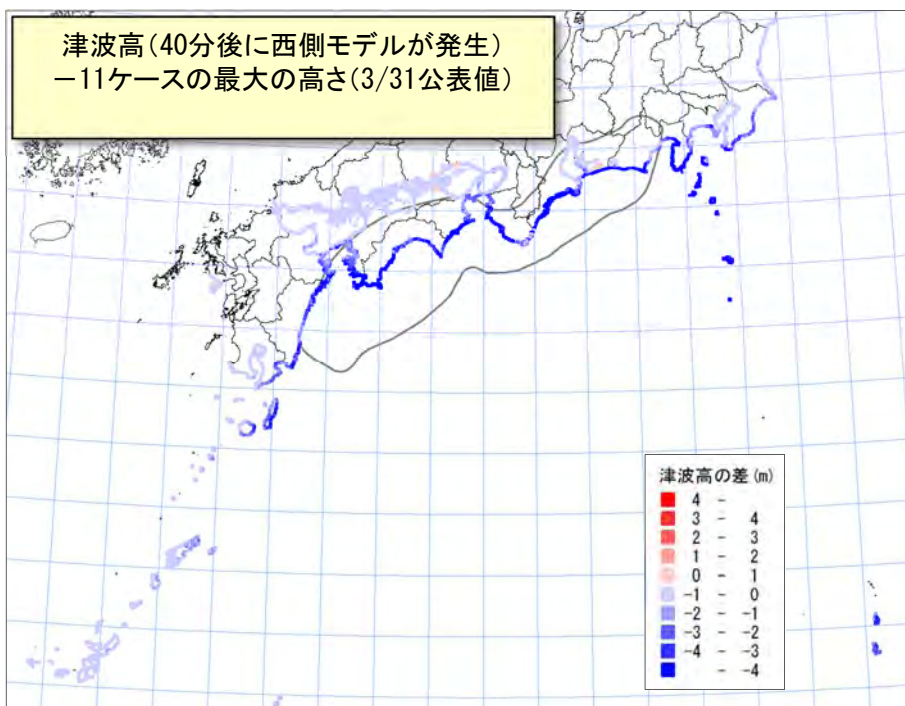 津波高(40分後に西側モデルが発生)
－11ケースの最大の高さ(3/31公表値)
津波高の差(m)
4 -
3 - 4
2 - 3
1 - 2
0 - 1
-1 - 0
-2 - -1
-3 - -2
-4 - -3
- -4